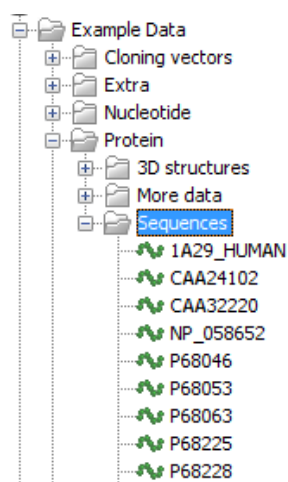 Example Data
Cloning vectors
Extra
Nucleotide
Protein
3D structures
More data
Sequences
1A29_HUMAN
CAA24102
CAA32220
NP_058652
P68046
P68053
P68063
P68225
P68228